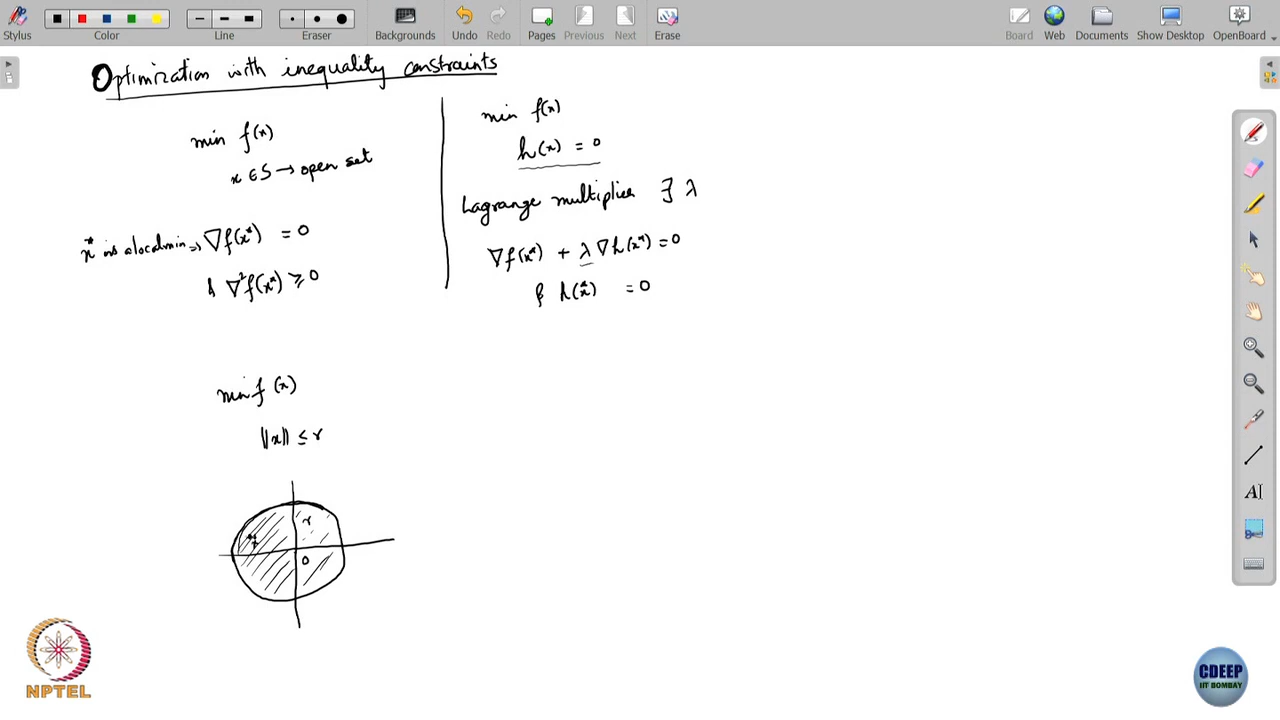 Stylus
Color
Line
Eraser
Backgrounds
Undo
Redo
Pages
Previous
Next
Erase
Board
Web
Documents
Show Desktop
OpenBoard
Optimization with inequality constraints
min f(x)
x ∈ S → open set
x* is a local min ⇒ ∇f(x*) = 0
& ∇²f(x*) ≥ 0
min f(x)
h(x) = 0
Lagrange multiplier ∃ λ
∇f(x*) + λ ∇h(x*) = 0
& h(x*) = 0
min f(x)
||x|| ≤ r
r
x*
0
AI
NPTEL
CDEEP
IIT BOMBAY